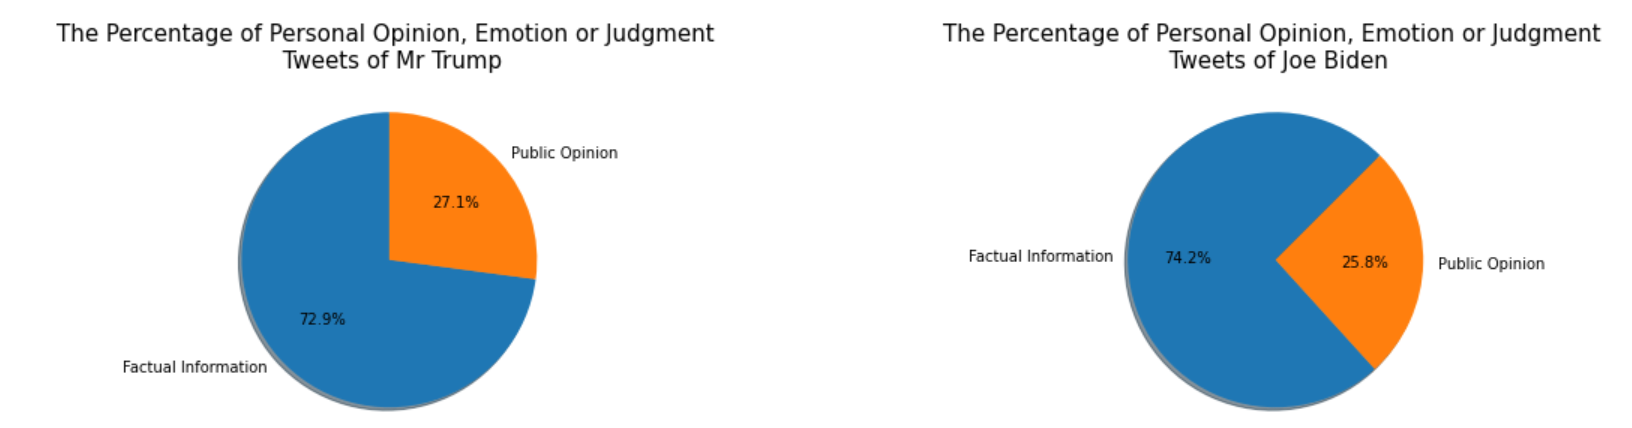 The Percentage of Personal Opinion, Emotion or Judgment
Tweets of Mr Trump
Public Opinion
27.1%
72.9%
Factual Information
The Percentage of Personal Opinion, Emotion or Judgment
Tweets of Joe Biden
Factual Information
74.2%
25.8%
Public Opinion